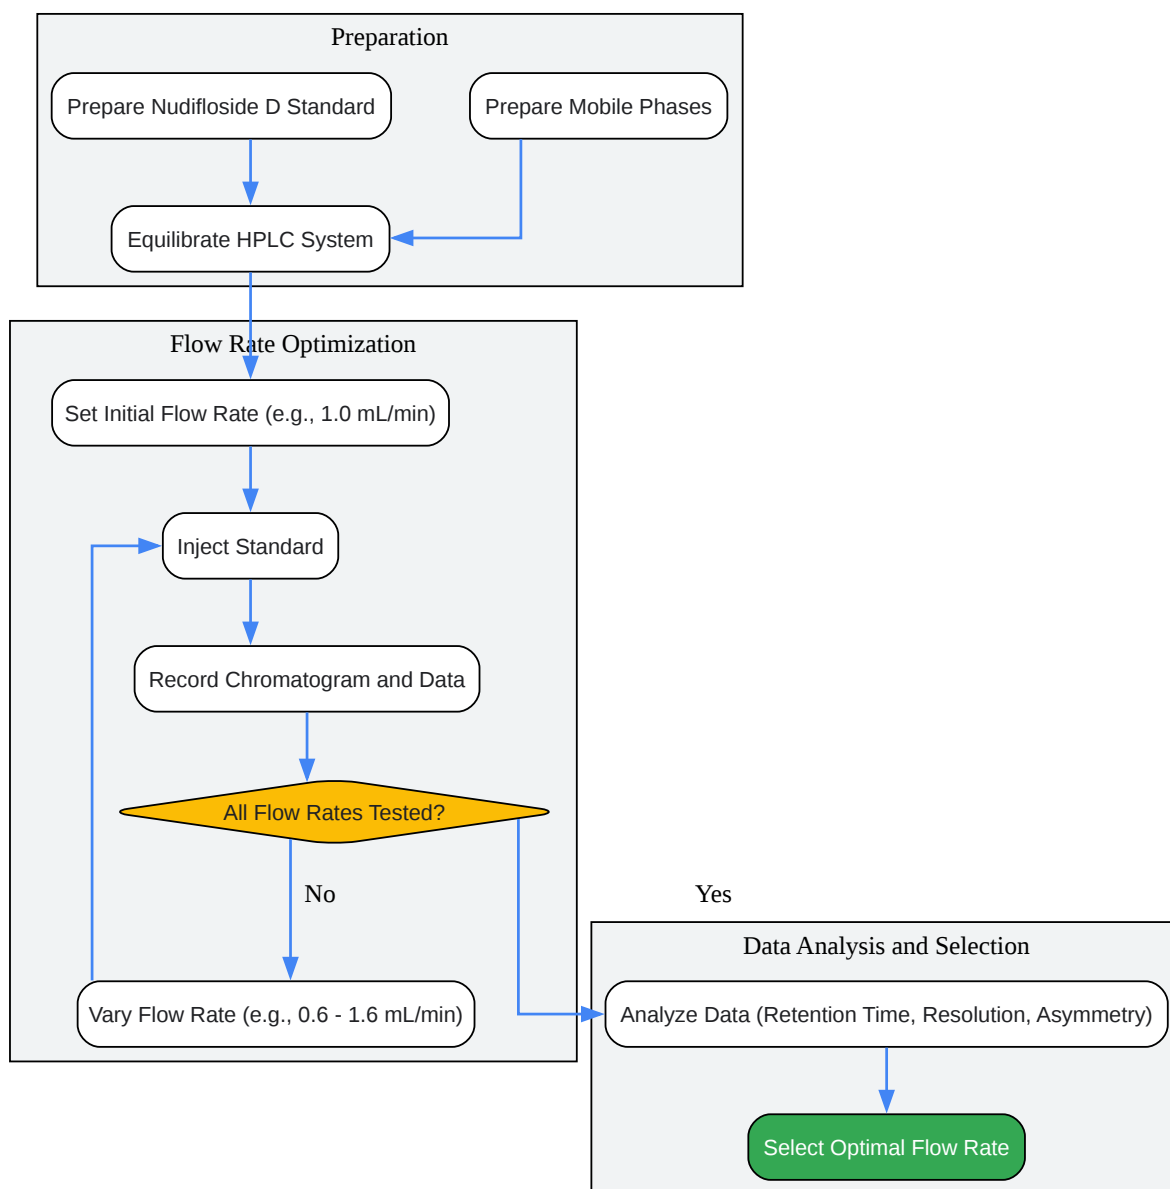 Preparation
Prepare Nudifloside D Standard
Prepare Mobile Phases
Equilibrate HPLC System
Flow Rate Optimization
Set Initial Flow Rate (e.g., 1.0 mL/min)
Inject Standard
Record Chromatogram and Data
All Flow Rates Tested?
No
Yes
Vary Flow Rate (e.g., 0.6 - 1.6 mL/min)
Data Analysis and Selection
Analyze Data (Retention Time, Resolution, Asymmetry)
Select Optimal Flow Rate